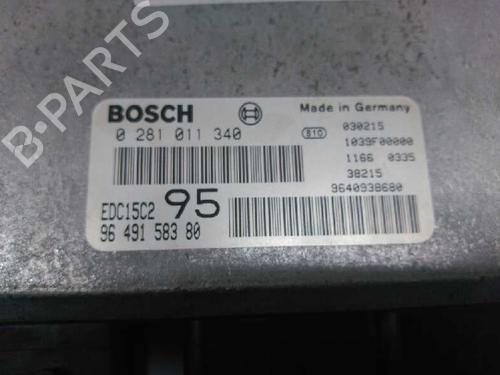 BOSCH
Made in Germany
0 281 011 340
810
030215
1039F00000
1166 0335
38215
9640938680
EDC15C2 95
96 491 583 80
B-PARTS